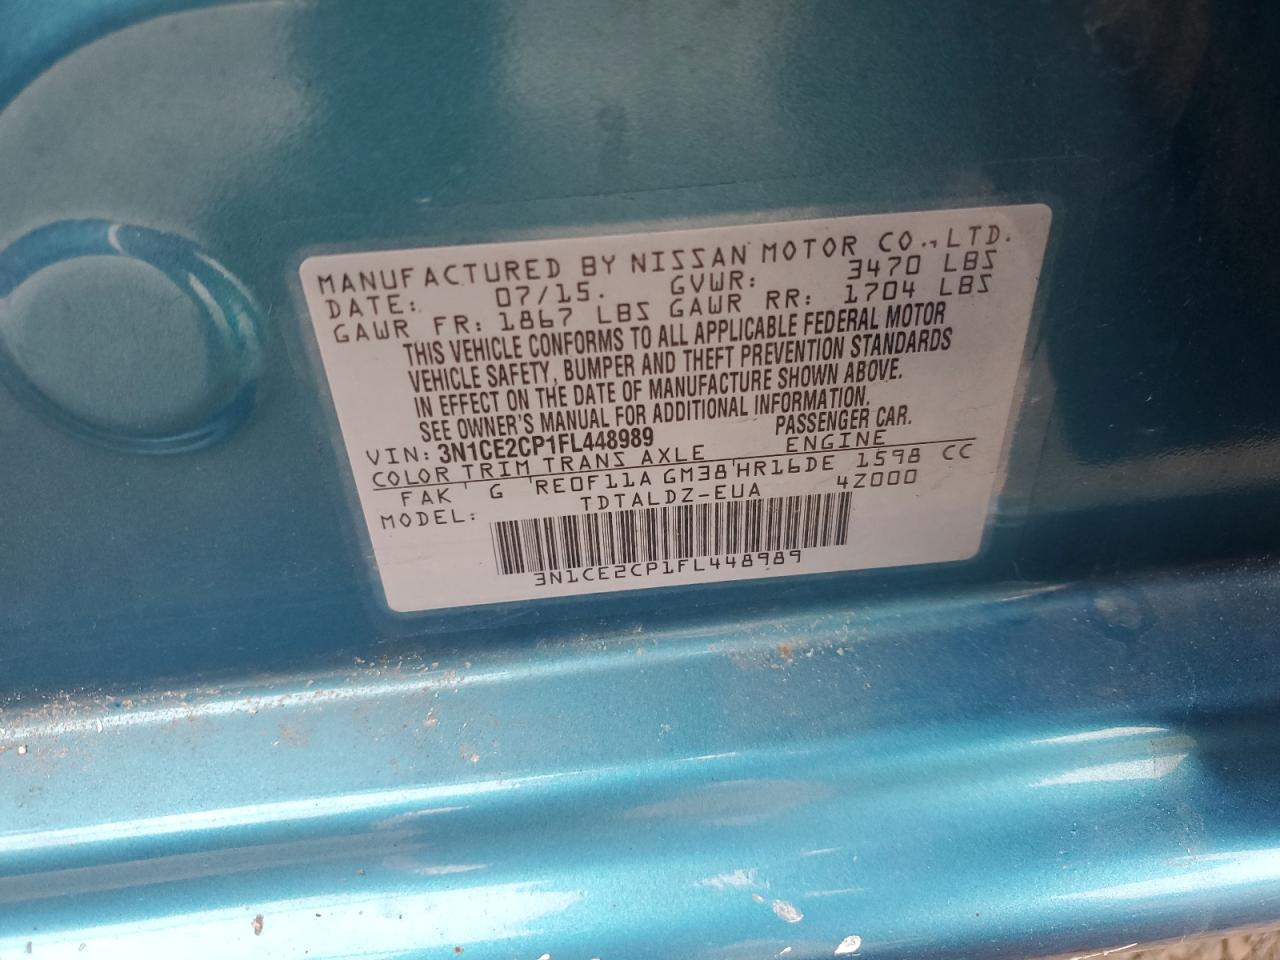 MANUFACTURED BY NISSAN MOTOR CO., LTD.
DATE: 07/15. GVWR: 3470 LBS
GAWR FR: 1867 LBS GAWR RR: 1704 LBS
THIS VEHICLE CONFORMS TO ALL APPLICABLE FEDERAL MOTOR
VEHICLE SAFETY, BUMPER AND THEFT PREVENTION STANDARDS
IN EFFECT ON THE DATE OF MANUFACTURE SHOWN ABOVE.
SEE OWNER'S MANUAL FOR ADDITIONAL INFORMATION.
VIN: 3N1CE2CP1FL448989 PASSENGER CAR.
COLOR TRIM TRANS AXLE ENGINE
FAK G RE0F11A GM38 HR16DE 1598 CC
MODEL: TDTALDZ-EUA 4Z000
3N1CE2CP1FL448989